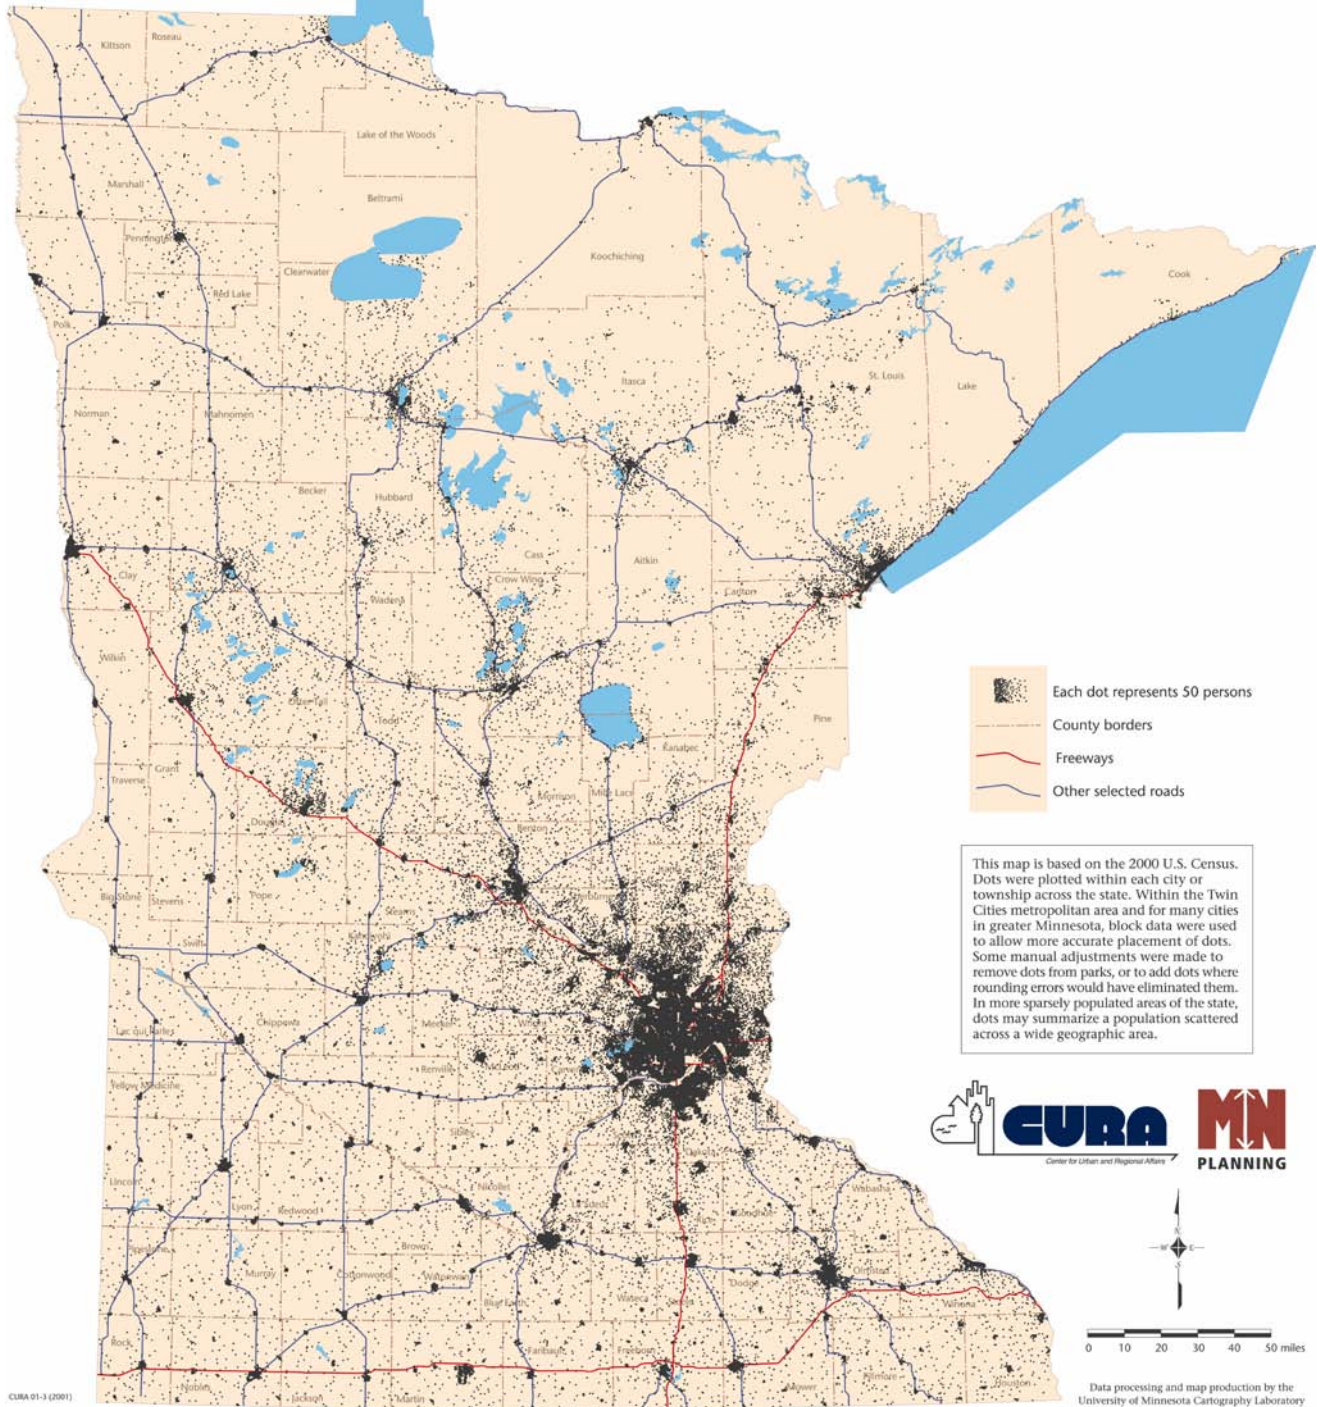 Kittson
Roseau
Lake of the Woods
Marshall
Beltrami
Pennington
Koochiching
Clearwater
Cook
Red Lake
Polk
Itasca
St. Louis
Lake
Norman
Mahnomen
Becker
Hubbard
Cass
Aitkin
Clay
Crow Wing
Carlton
Wadena
Wilkin
Otter Tail
Todd
Pine
Kanabec
Grant
Traverse
Morrison
Mille Lacs
Douglas
Benton
Big Stone
Stevens
Pope
Stearns
Sherburne
Swift
Kandiyohi
Chippewa
Meeker
Wright
Lac qui Parles
Renville
McLeod
Carver
Yellow Medicine
Sibley
Dakota
Lincoln
Lyon
Redwood
Nicollet
Le Sueur
Rice
Goodhue
Wabasha
Pipestone
Brown
Murray
Cottonwood
Watonwan
Blue Earth
Waseca
Dodge
Olmsted
Winona
Rock
Nobles
Jackson
Martin
Faribault
Freeborn
Mower
Fillmore
Houston
Each dot represents 50 persons
County borders
Freeways
Other selected roads
This map is based on the 2000 U.S. Census.
Dots were plotted within each city or
township across the state. Within the Twin
Cities metropolitan area and for many cities
in greater Minnesota, block data were used
to allow more accurate placement of dots.
Some manual adjustments were made to
remove dots from parks, or to add dots where
rounding errors would have eliminated them.
In more sparsely populated areas of the state,
dots may summarize a population scattered
across a wide geographic area.
CURA
Center for Urban and Regional Affairs
MN
PLANNING
N
W E
S
0 10 20 30 40 50 miles
Data processing and map production by the
University of Minnesota Cartography Laboratory
CURA 01-3 (2001)